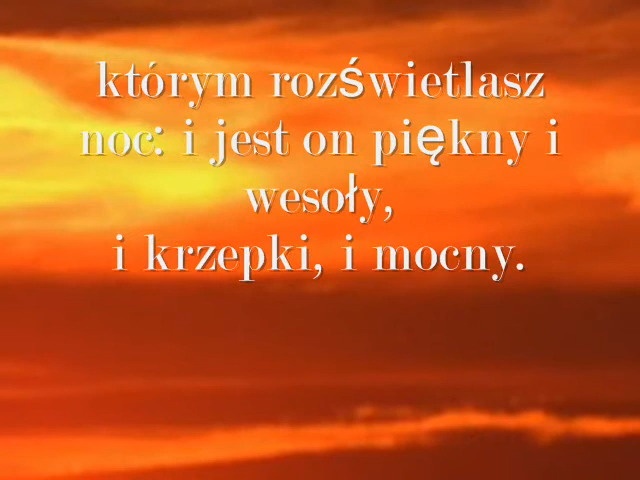 którym rozświetlasz
noc: i jest on piękny i
wesoły,
i krzepki, i mocny.